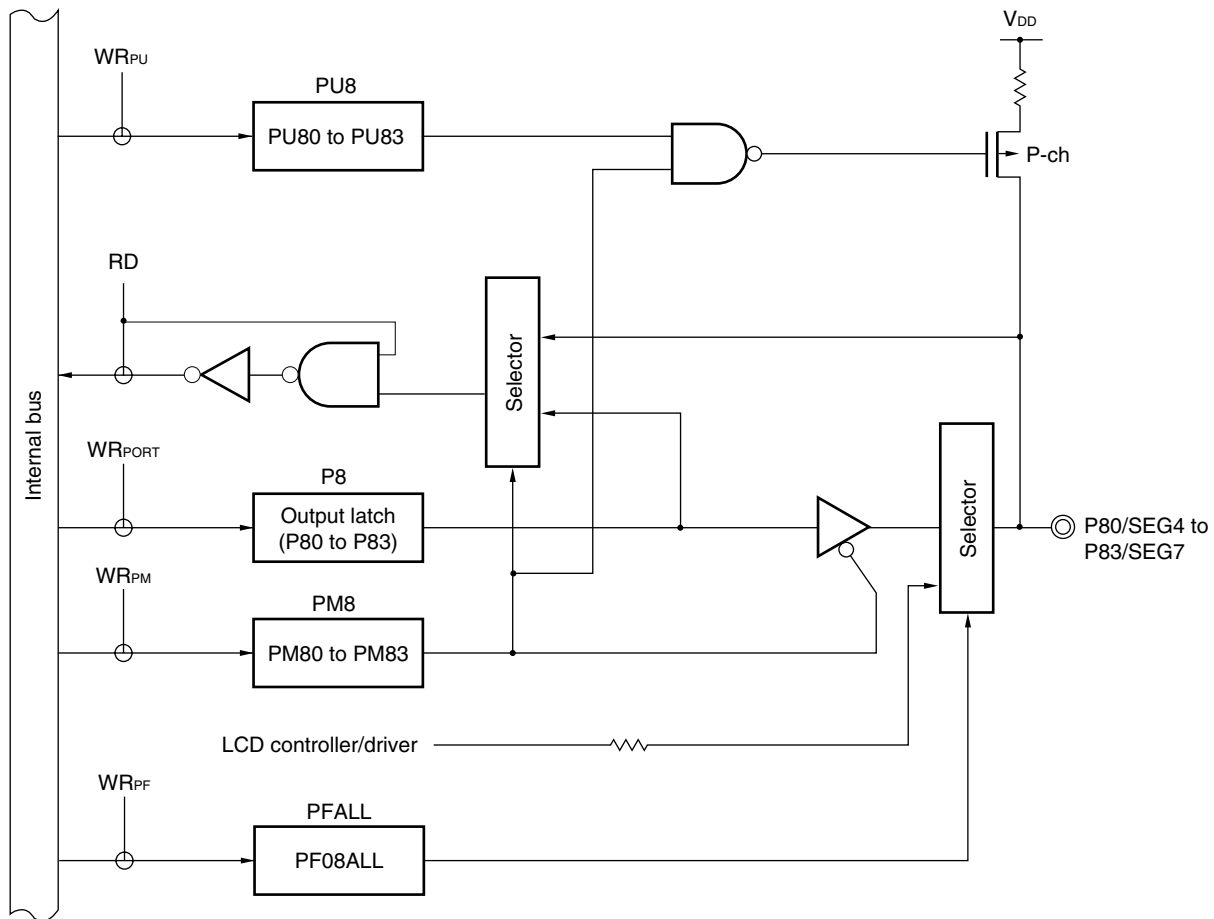 VDD
WRPU
PU8
PU80 to PU83
P-ch
RD
Selector
Internal bus
WRPORT
P8
Output latch
(P80 to P83)
Selector
P80/SEG4 to
P83/SEG7
WRPM
PM8
PM80 to PM83
LCD controller/driver
WRPF
PFALL
PF08ALL